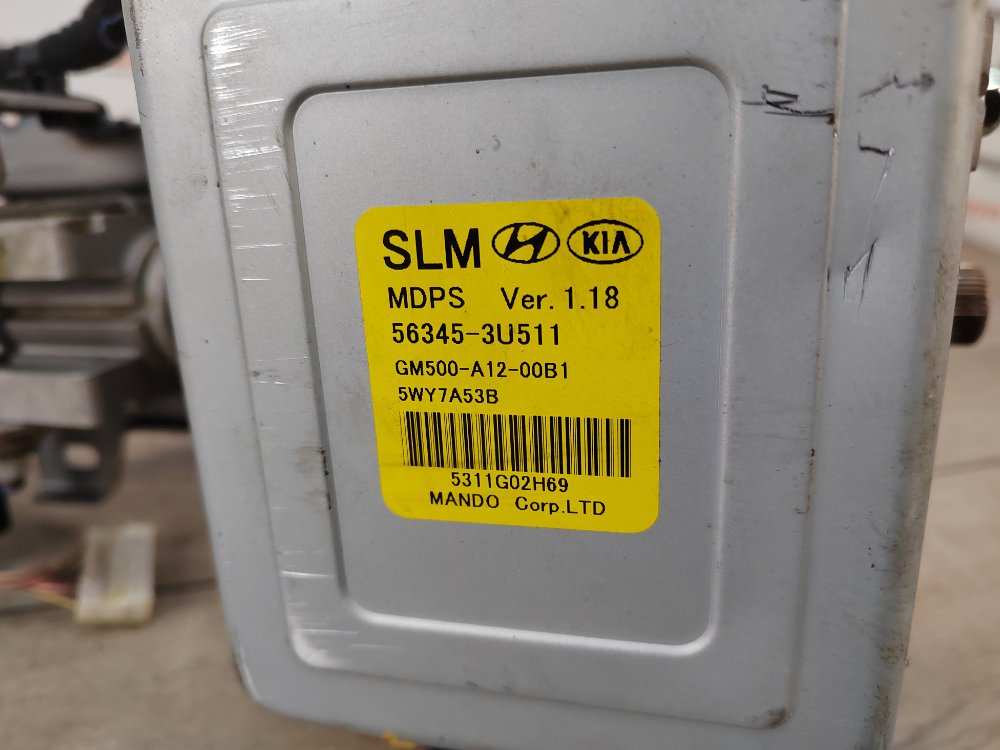 SLM KIA
MDPS Ver. 1.18
56345-3U511
GM500-A12-00B1
5WY7A53B
5311G02H69
MANDO Corp.LTD